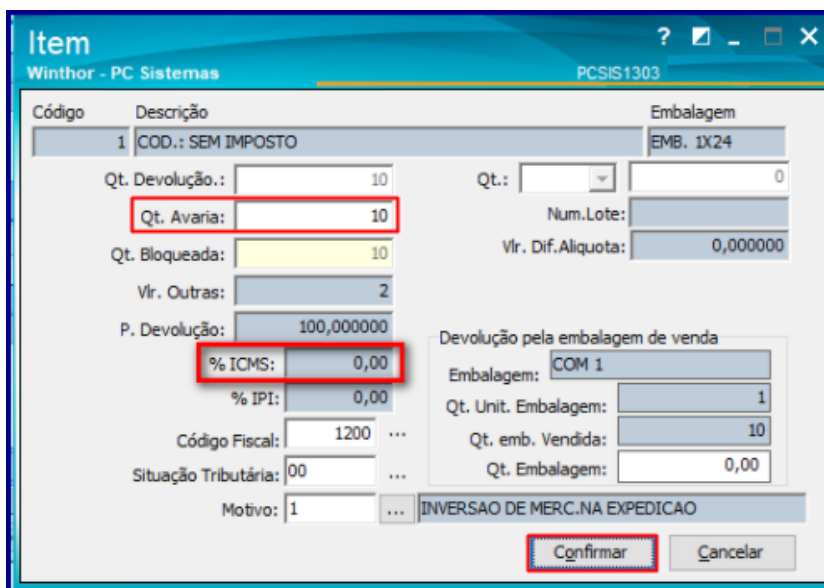 Item
Winthor - PC Sistemas PCSIS1303
Código Descrição Embalagem
1 COD.: SEM IMPOSTO EMB. 1X24
Qt. Devolução.: 10 Qt.: 0
Qt. Avaria: 10 Num.Lote:
Qt. Bloqueada: 10 Vlr. Dif.Aliquota: 0,000000
Vlr. Outras: 2
P. Devolução: 100,000000 Devolução pela embalagem de venda
% ICMS: 0,00 Embalagem: COM 1
% IPI: 0,00 Qt. Unit. Embalagem: 1
Código Fiscal: 1200 ... Qt. emb. Vendida: 10
Situação Tributária: 00 ... Qt. Embalagem: 0,00
Motivo: 1 ... INVERSAO DE MERC.NA EXPEDICAO
Confirmar Cancelar